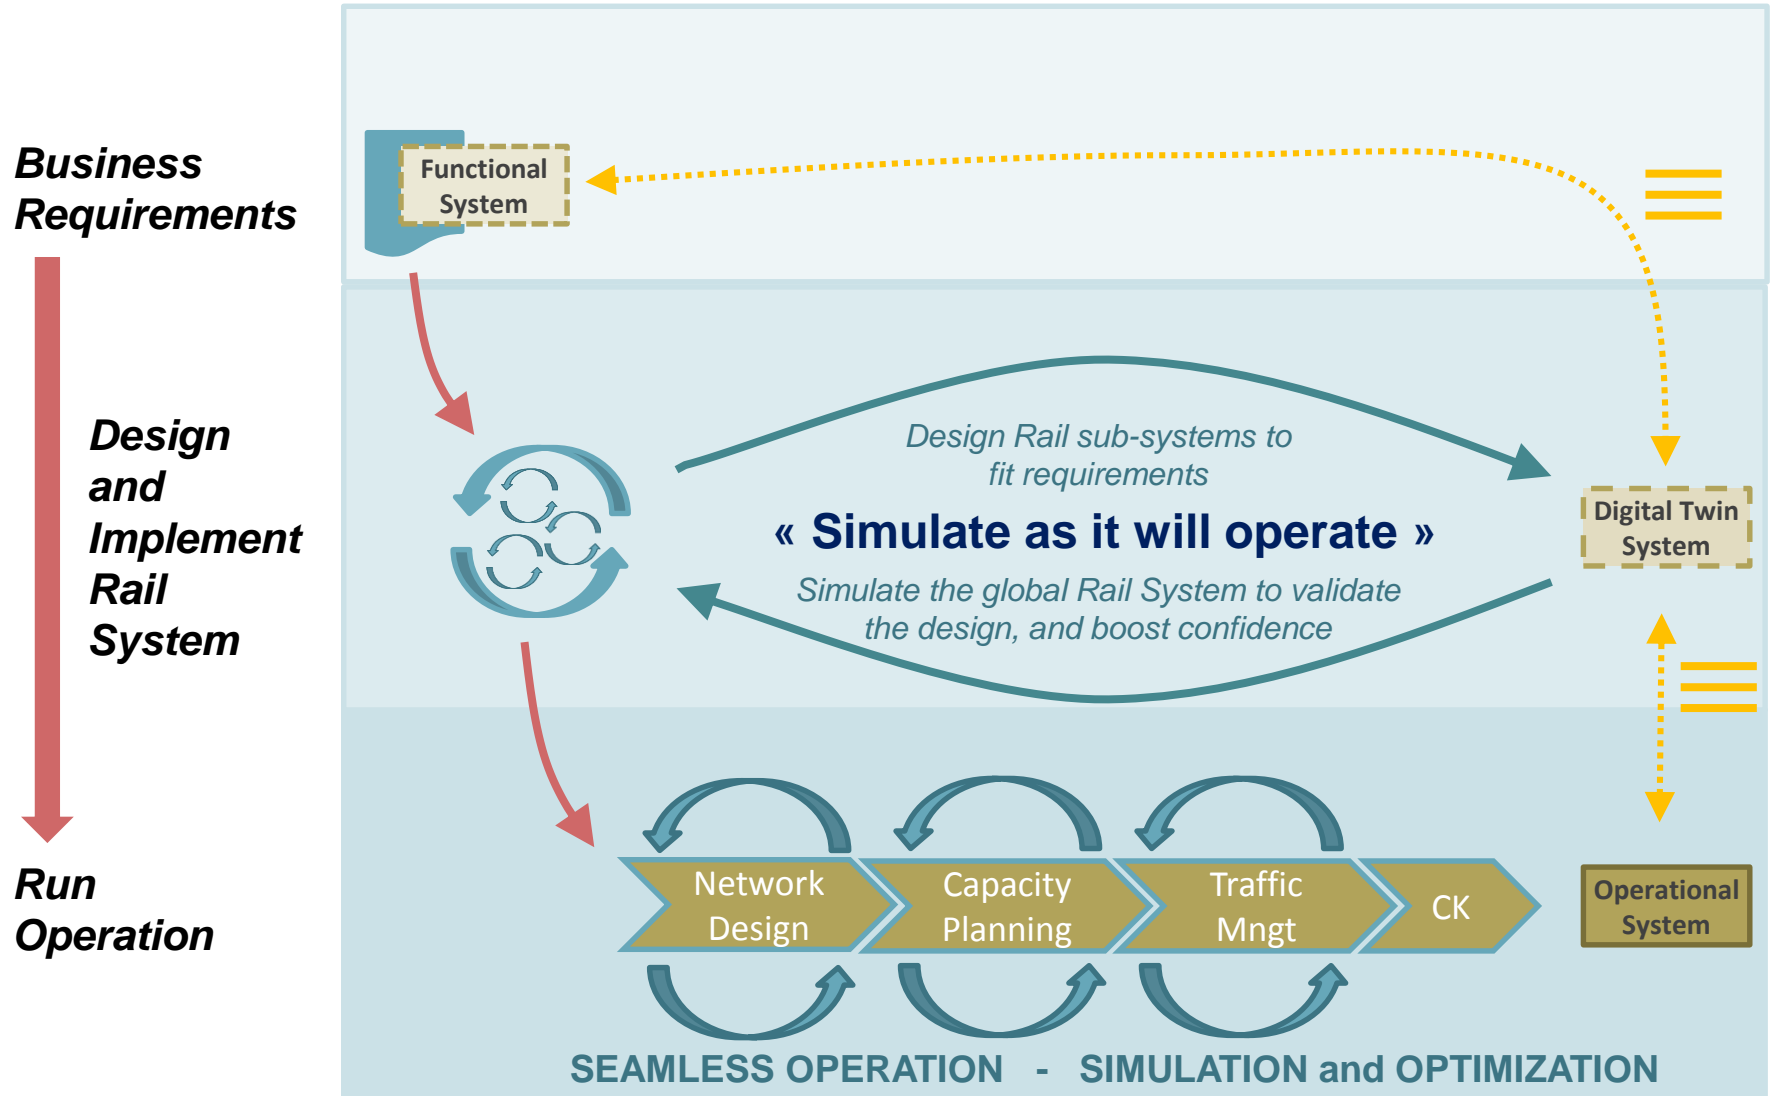 Business
Requirements
Functional
System
Design
and
Implement
Rail
System
Design Rail sub-systems to
fit requirements
« Simulate as it will operate »
Simulate the global Rail System to validate
the design, and boost confidence
Digital Twin
System
Run
Operation
Network
Design
Capacity
Planning
Traffic
Mngt
CK
Operational
System
SEAMLESS OPERATION - SIMULATION and OPTIMIZATION